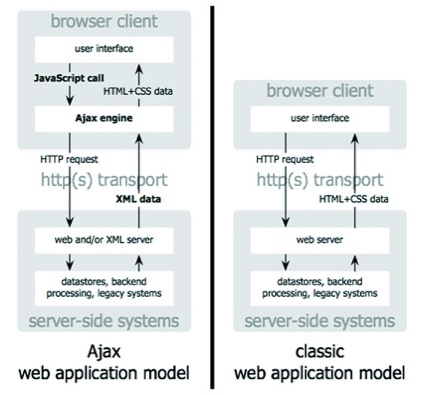 browser client
user interface
JavaScript call
HTML+CSS data
Ajax engine
HTTP request
http(s) transport
XML data
web and/or XML server
datastores, backend
processing, legacy systems
server-side systems
Ajax
web application model
browser client
user interface
HTTP request
http(s) transport
HTML+CSS data
web server
datastores, backend
processing, legacy systems
server-side systems
classic
web application model